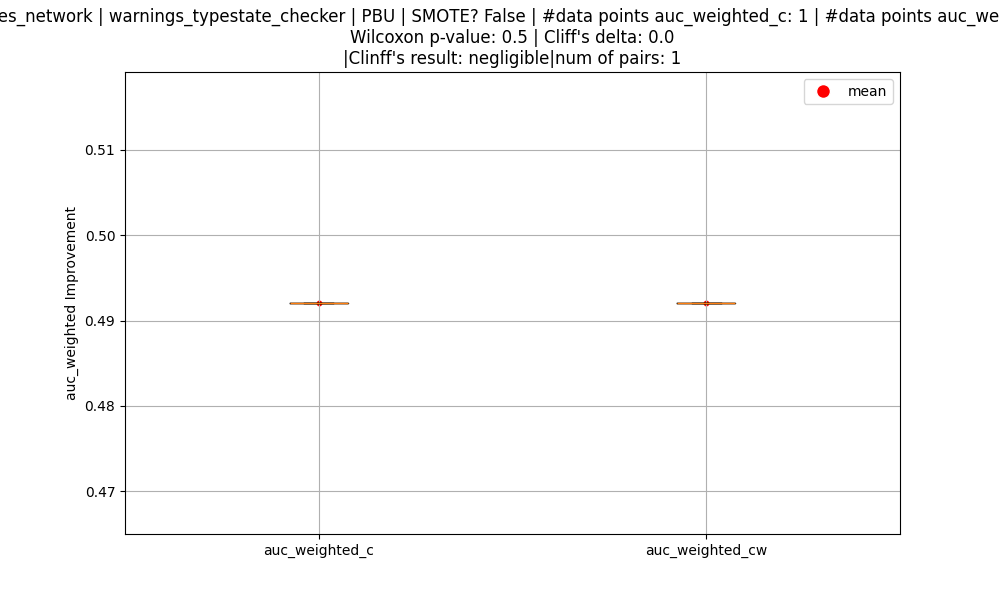 es_network | warnings_typestate_checker | PBU | SMOTE? False | #data points auc_weighted_c: 1 | #data points auc_we
Wilcoxon p-value: 0.5 | Cliff's delta: 0.0
|Clinff's result: negligible|num of pairs: 1
mean
0.51
0.50
0.49
0.48
0.47
auc_weighted Improvement
auc_weighted_c
auc_weighted_cw